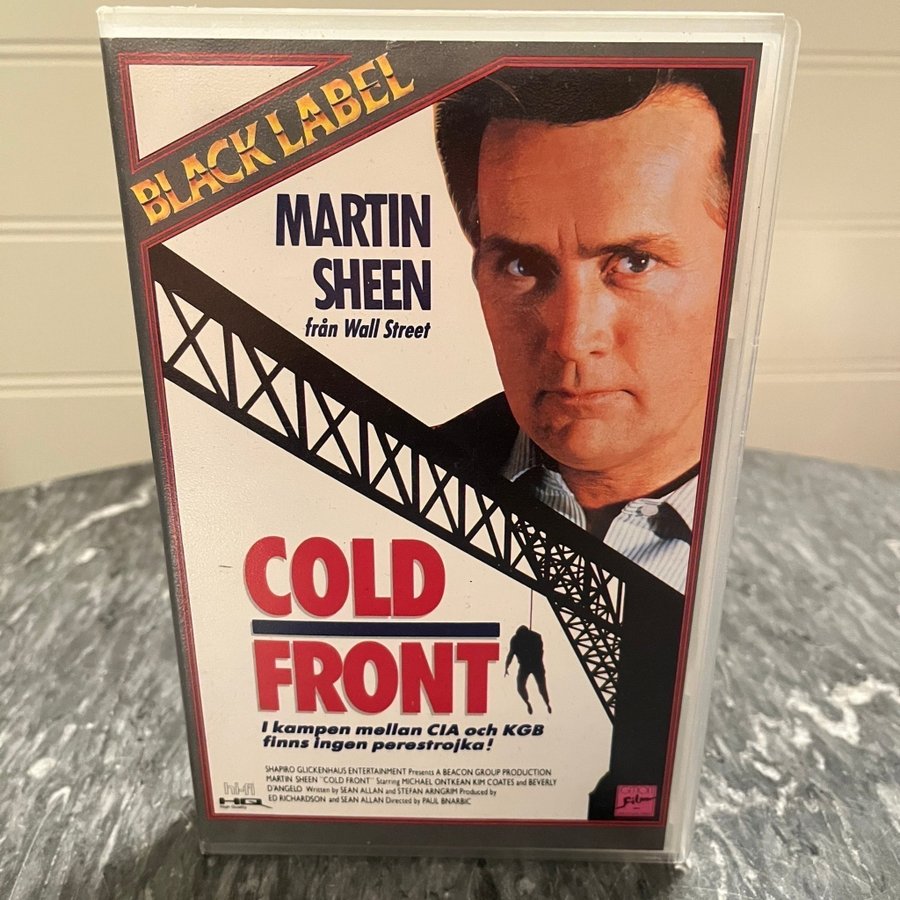 BLACK LABEL
MARTIN
SHEEN
från Wall Street
COLD
FRONT
I kampen mellan CIA och KGB
finns ingen perestrojka!
SHAPIRO GLICKENHAUS ENTERTAINMENT Presents A BEACON GROUP PRODUCTION
MARTIN SHEEN "COLD FRONT" Starring MICHAEL ONTKEAN KIM COATES and BEVERLY
D'ANGELO Written by SEAN ALLAN and STEFAN ARNGRIM Produced by
ED RICHARDSON and SEAN ALLAN Directed by PAUL BNARBIC
hi-fi
HQ
High Quality
film